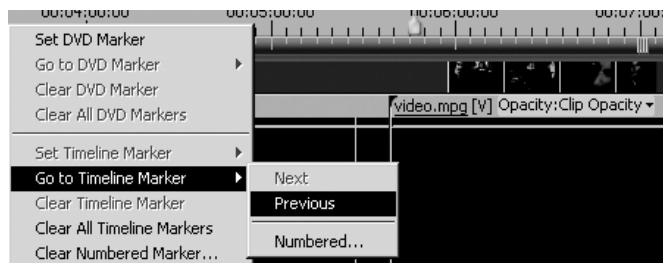 00:04;00;00 00:05;00;00 00:06;00;00 00:07;00
Set DVD Marker
Go to DVD Marker
Clear DVD Marker
Clear All DVD Markers
video.mpg [V] Opacity:Clip Opacity
Set Timeline Marker
Go to Timeline Marker
Next
Clear Timeline Marker
Previous
Clear All Timeline Markers
Numbered...
Clear Numbered Marker...